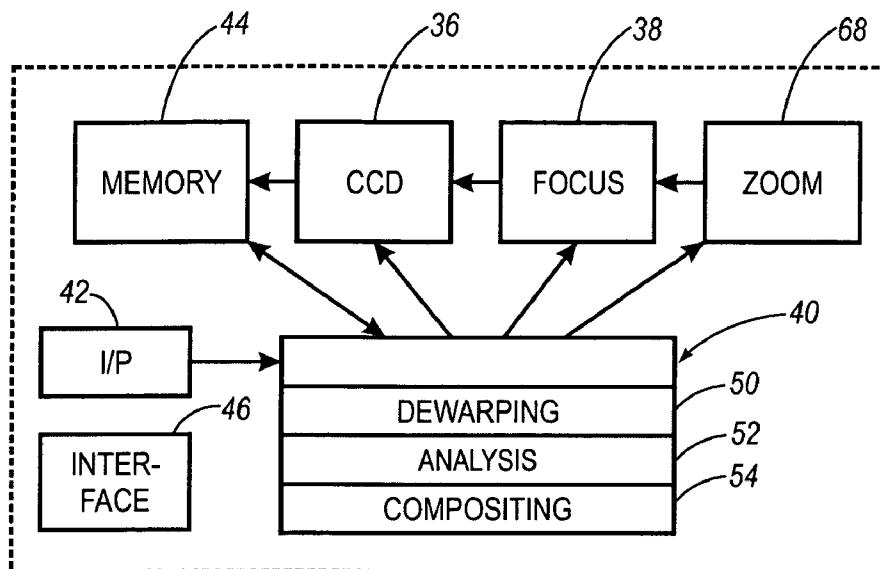 44 36 38 68
MEMORY CCD FOCUS ZOOM
42
I/P
40
50
DEWARPING
46
52
INTER-
FACE
ANALYSIS
54
COMPOSITING